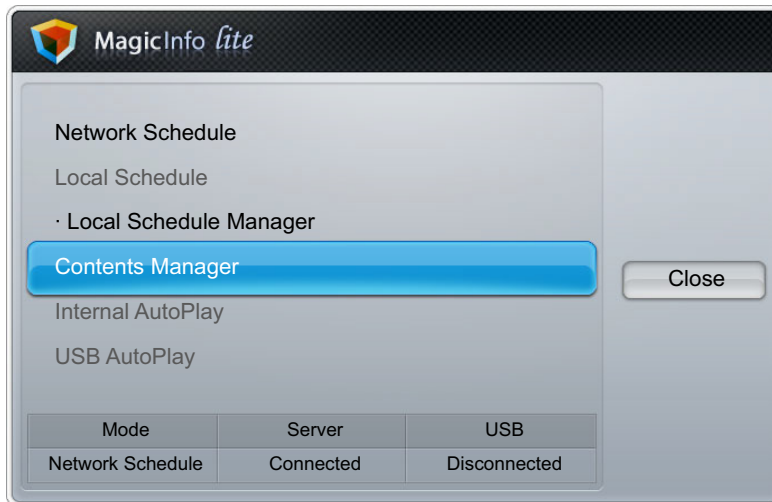 MagicInfo lite
Network Schedule
Local Schedule
· Local Schedule Manager
Contents Manager
Close
Internal AutoPlay
USB AutoPlay
Mode Server USB
Network Schedule Connected Disconnected